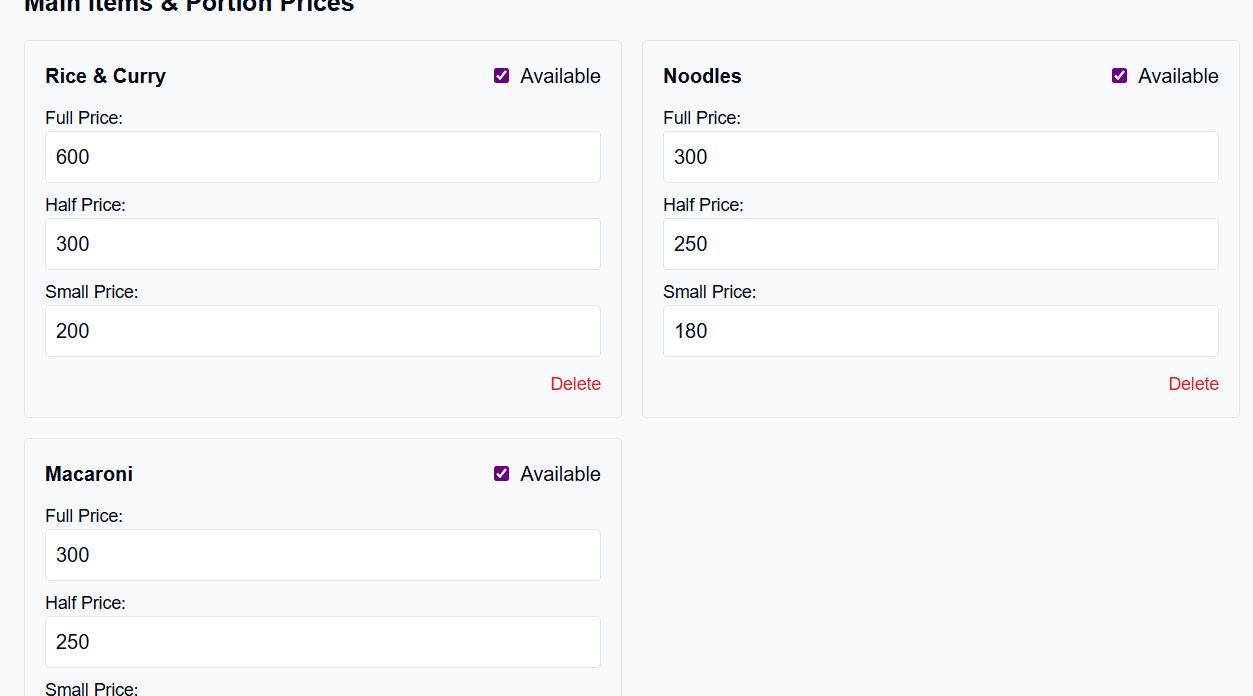 Main Items & Portion Prices
Rice & Curry
Available
Full Price:
600
Half Price:
300
Small Price:
200
Delete
Noodles
Available
Full Price:
300
Half Price:
250
Small Price:
180
Delete
Macaroni
Available
Full Price:
300
Half Price:
250
Small Price: